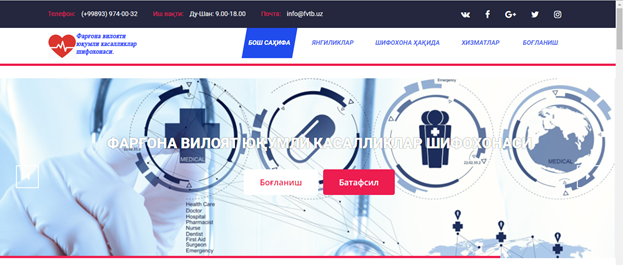 Телефон: (+99893) 974-00-32 Иш вақти: Ду-Шан: 9.00-18.00 Почта: info@fvtb.uz
Фарғона вилояти
юқумли касалликлар
шифохонаси.
БОШ САҲИФА ЯНГИЛИКЛАР ШИФОХОНА ҲАҚИДА ХИЗМАТЛАР БОҒЛАНИШ
Emergency
ФАРҒОНА ВИЛОЯТ ЮҚУМЛИ КАСАЛЛИКЛАР ШИФОХОНАСИ
MEDICAL
MEDICAL
Боғланиш Батафсил
Health Care
Doctor
Hospital
Pharmacist
Nurse
Dentist
First Aid
Surgeon
Emergency